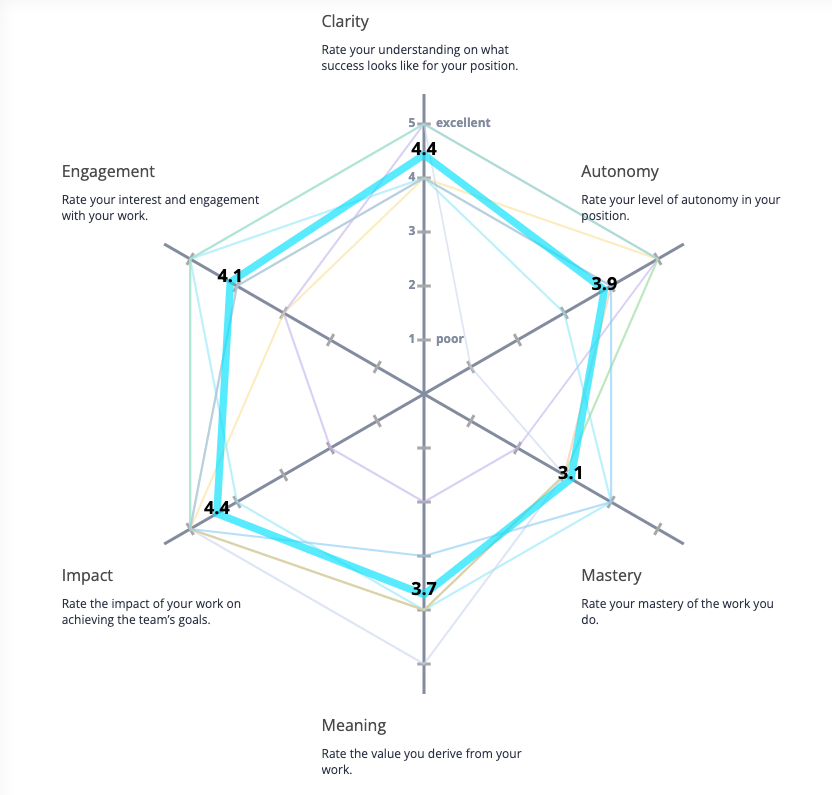 Clarity
Rate your understanding on what
success looks like for your position.
5 excellent
4.4
4
Engagement
Rate your interest and engagement
with your work.
Autonomy
Rate your level of autonomy in your
position.
3
4.1
3.9
2
1 poor
3.1
4.4
3.7
Impact
Rate the impact of your work on
achieving the team’s goals.
Mastery
Rate your mastery of the work you
do.
Meaning
Rate the value you derive from your
work.